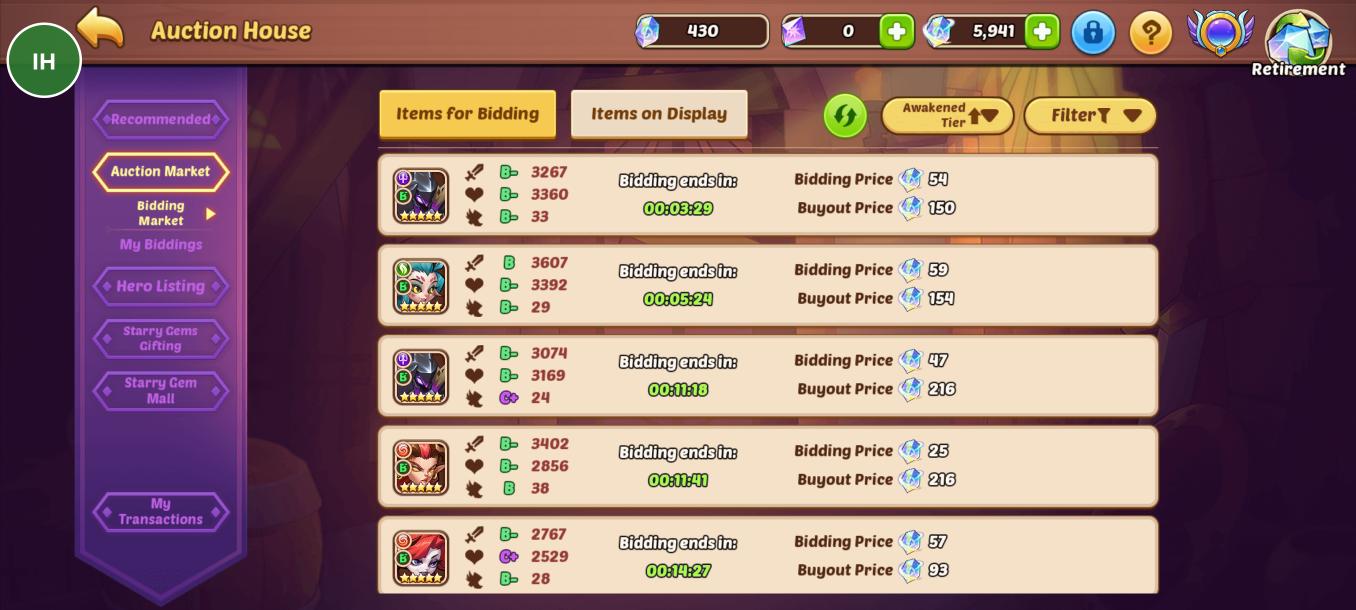 IH
Auction House
430
0
5,941
?
Retirement
Recommended
Auction Market
Bidding
Market
My Biddings
Hero Listing
Starry Gems
Gifting
Starry Gem
Mall
My
Transactions
Items for Bidding
Items on Display
Awakened
Tier
Filter
B
B- 3267
B- 3360
B- 33
Bidding ends in:
00:03:29
Bidding Price 54
Buyout Price 150
B
B 3607
B- 3392
B- 29
Bidding ends in:
00:05:24
Bidding Price 59
Buyout Price 154
B
B- 3074
B- 3169
C+ 24
Bidding ends in:
00:11:18
Bidding Price 47
Buyout Price 216
B
B- 3402
B- 2856
B 38
Bidding ends in:
00:11:41
Bidding Price 25
Buyout Price 216
B
B- 2767
C+ 2529
B- 28
Bidding ends in:
00:14:27
Bidding Price 57
Buyout Price 93